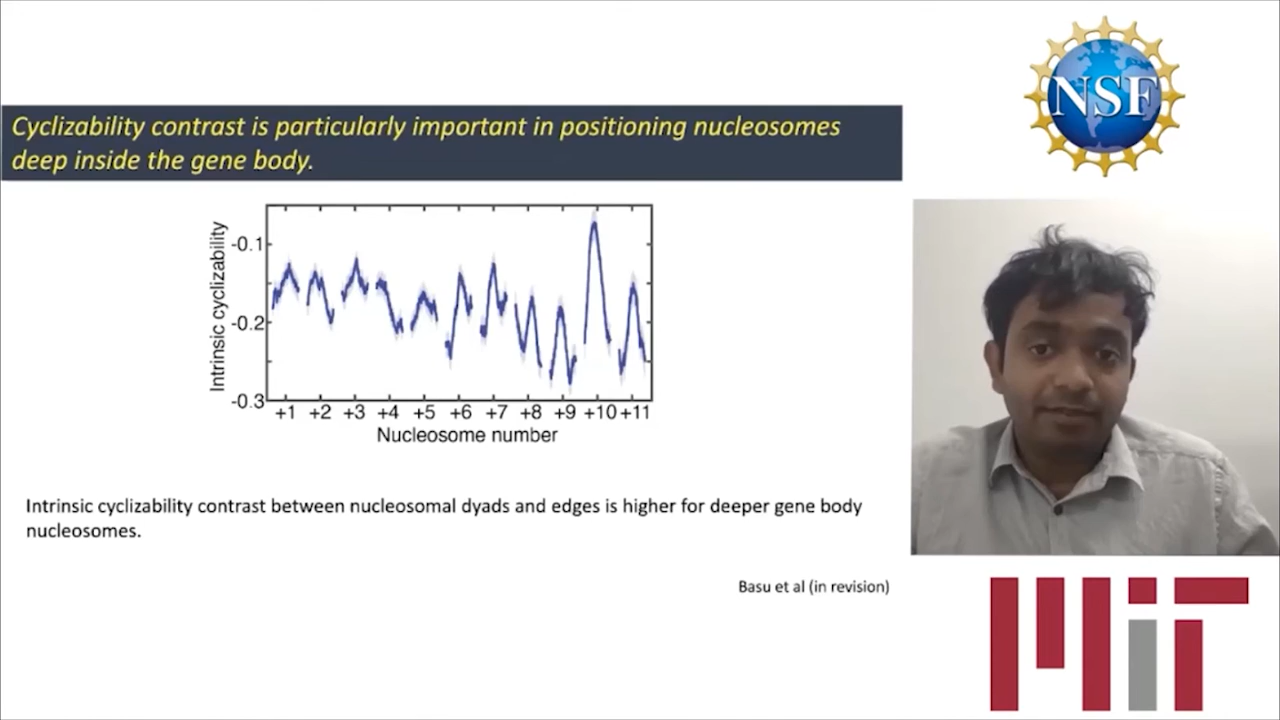 Cyclizability contrast is particularly important in positioning nucleosomes
deep inside the gene body.
Intrinsic cyclizability
-0.1
-0.2
-0.3
+1 +2 +3 +4 +5 +6 +7 +8 +9 +10 +11
Nucleosome number
Intrinsic cyclizability contrast between nucleosomal dyads and edges is higher for deeper gene body
nucleosomes.
Basu et al (in revision)
NSF
MIT